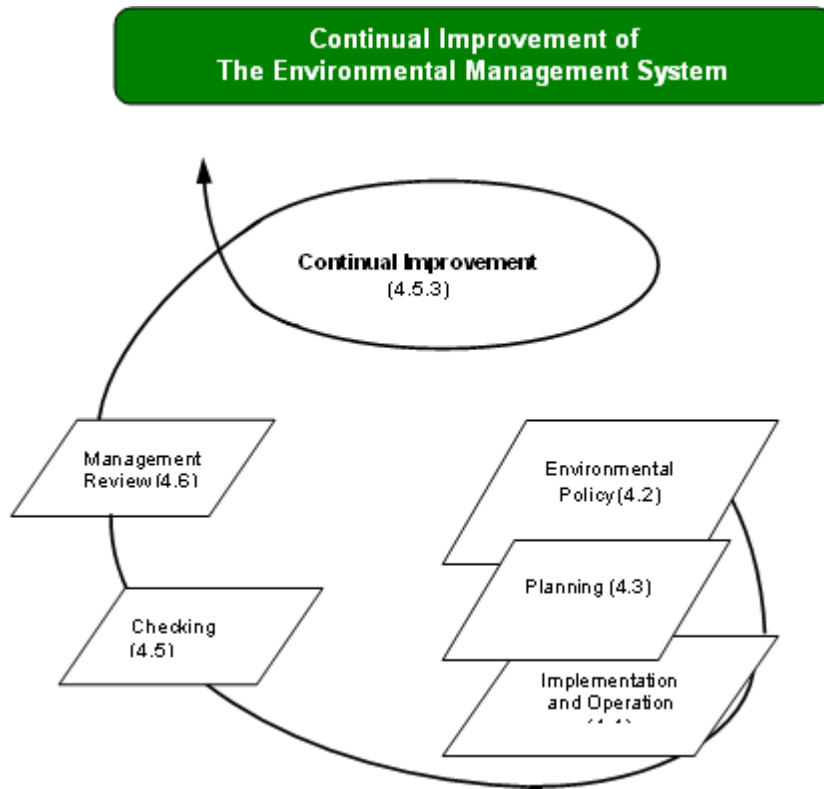 Continual Improvement of
The Environmental Management System
Continual Improvement
(4.5.3)
Management
Review (4.6)
Environmental
Policy (4.2)
Planning (4.3)
Checking
(4.5)
Implementation
and Operation